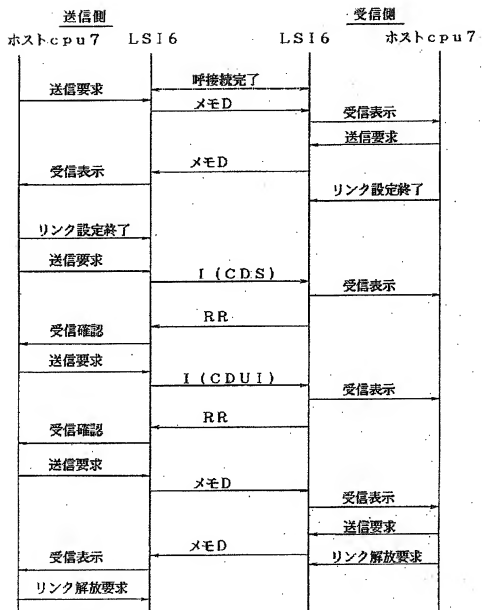 送信側
受信側
ホストcpu7 LSI6 LSI6 ホストcpu7
呼接続完了
送信要求
メモD
受信表示
送信要求
メモD
受信表示
リンク設定終了
リンク設定終了
送信要求
I(CDS)
受信表示
RR
受信確認
送信要求
I(CDUI)
受信表示
RR
受信確認
送信要求
メモD
受信表示
送信要求
メモD
受信表示
リンク解放要求
リンク解放要求